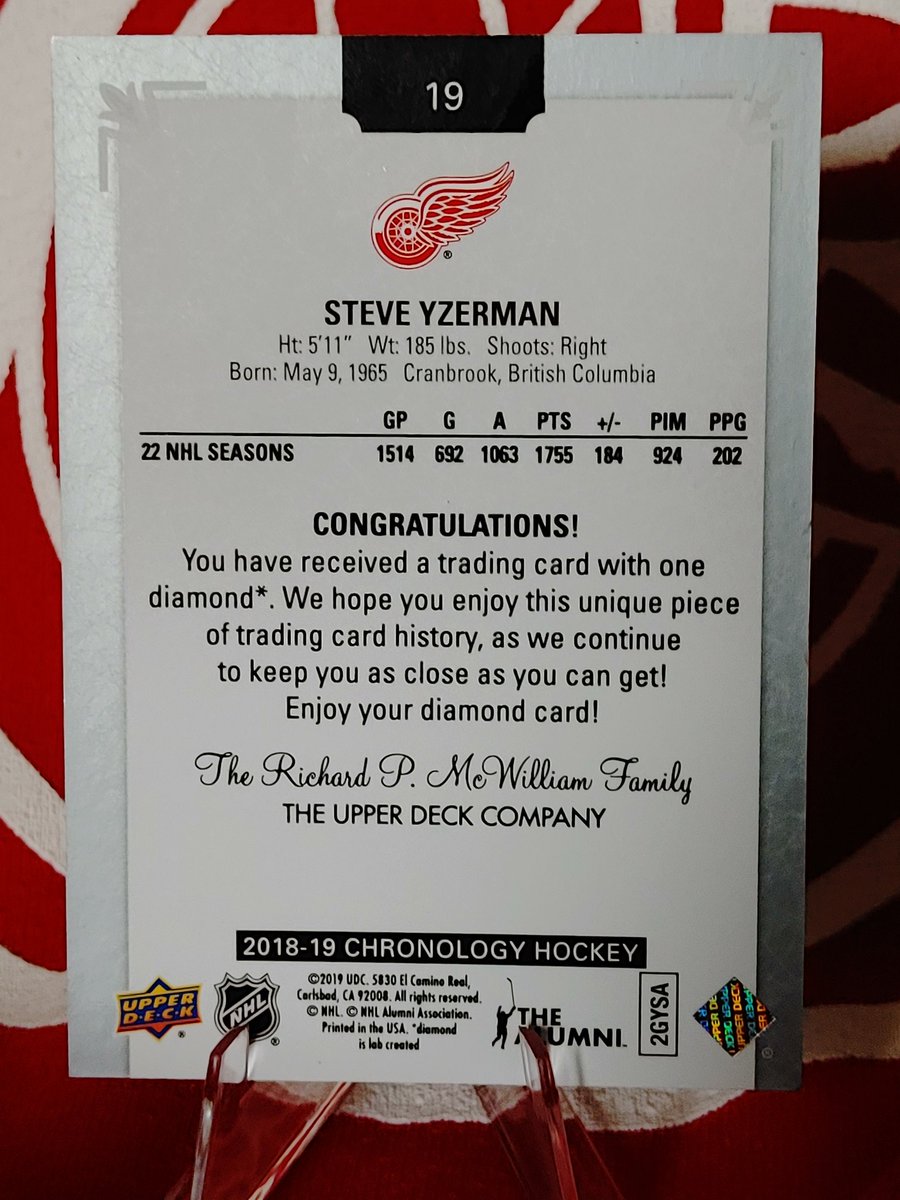 19
STEVE YZERMAN
Ht: 5'11" Wt: 185 lbs. Shoots: Right
Born: May 9, 1965 Cranbrook, British Columbia
GP G A PTS +/- PIM PPG
22 NHL SEASONS 1514 692 1063 1755 184 924 202
CONGRATULATIONS!
You have received a trading card with one
diamond*. We hope you enjoy this unique piece
of trading card history, as we continue
to keep you as close as you can get!
Enjoy your diamond card!
The Richard P. McWilliam Family
THE UPPER DECK COMPANY
2018-19 CHRONOLOGY HOCKEY
UPPER
D·E·C·K
®
NHL
®
©2019 UDC. 5830 El Camino Real,
Carlsbad, CA 92008. All rights reserved.
© NHL. © NHL Alumni Association.
Printed in the USA. *diamond
is lab created
THE
ALUMNI
2GYSA
UPPER DECK